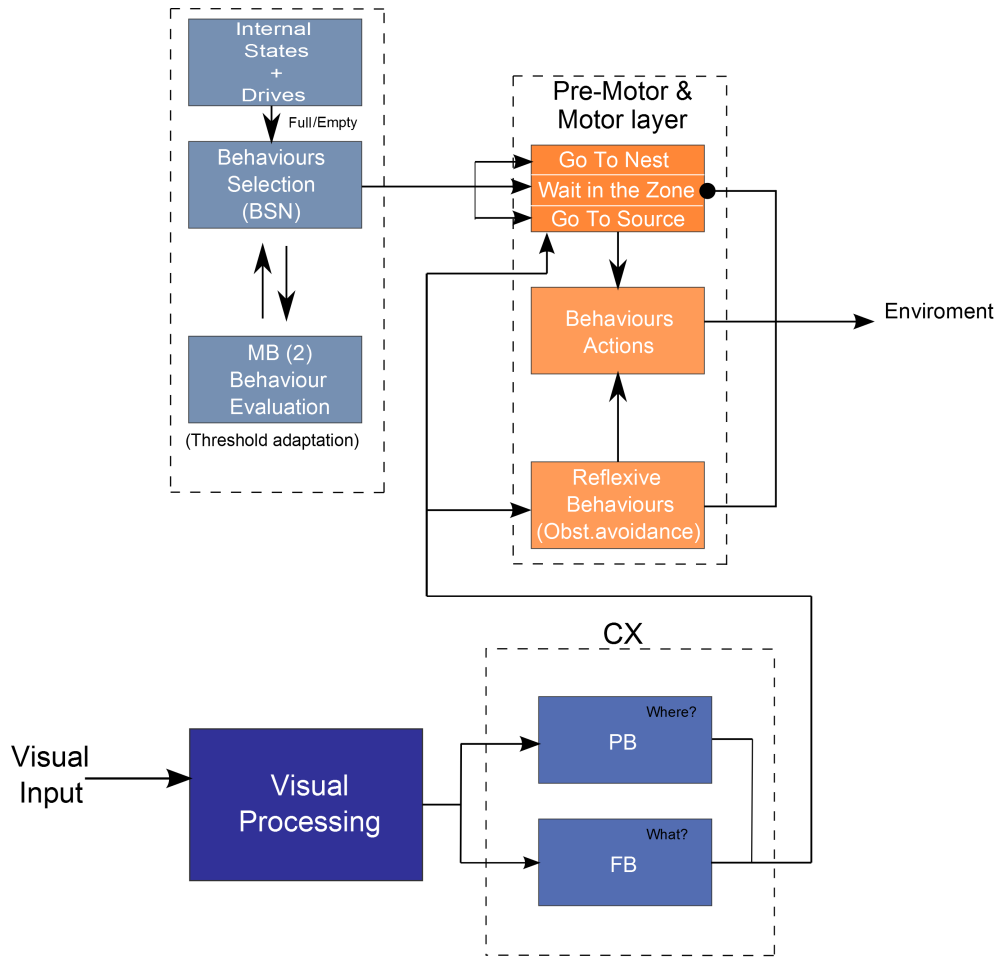 Internal
States
+
Drives
Full/Empty
Behaviours
Selection
(BSN)
MB (2)
Behaviour
Evaluation
(Threshold adaptation)
Pre-Motor &
Motor layer
Go To Nest
Wait in the Zone
Go To Source
Behaviours
Actions
Enviroment
Reflexive
Behaviours
(Obst.avoidance)
CX
Where?
PB
What?
FB
Visual
Input
Visual
Processing